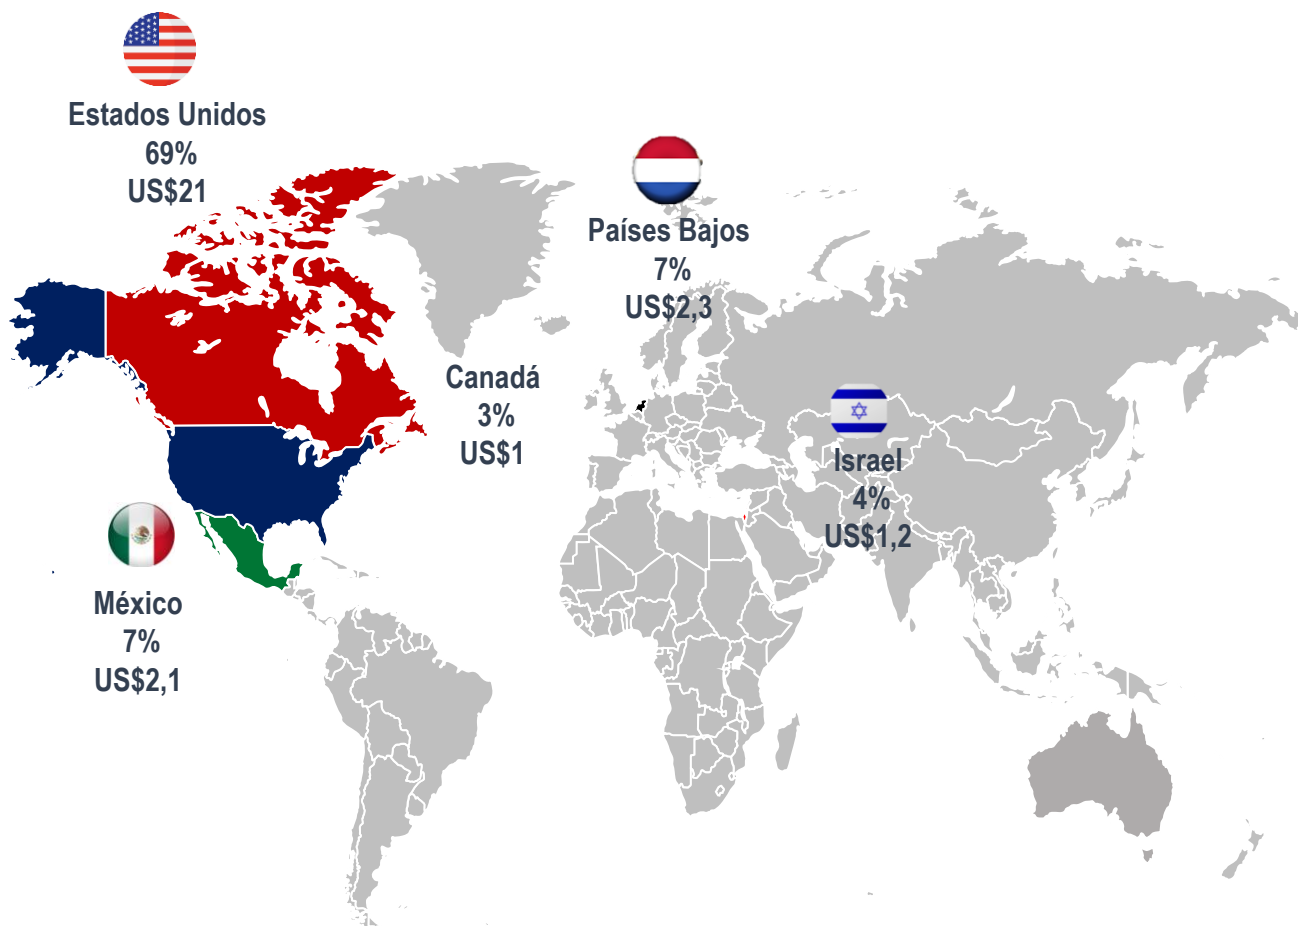 Estados Unidos
69%
US$21
Países Bajos
7%
US$2,3
Canadá
3%
US$1
Israel
4%
US$1,2
México
7%
US$2,1